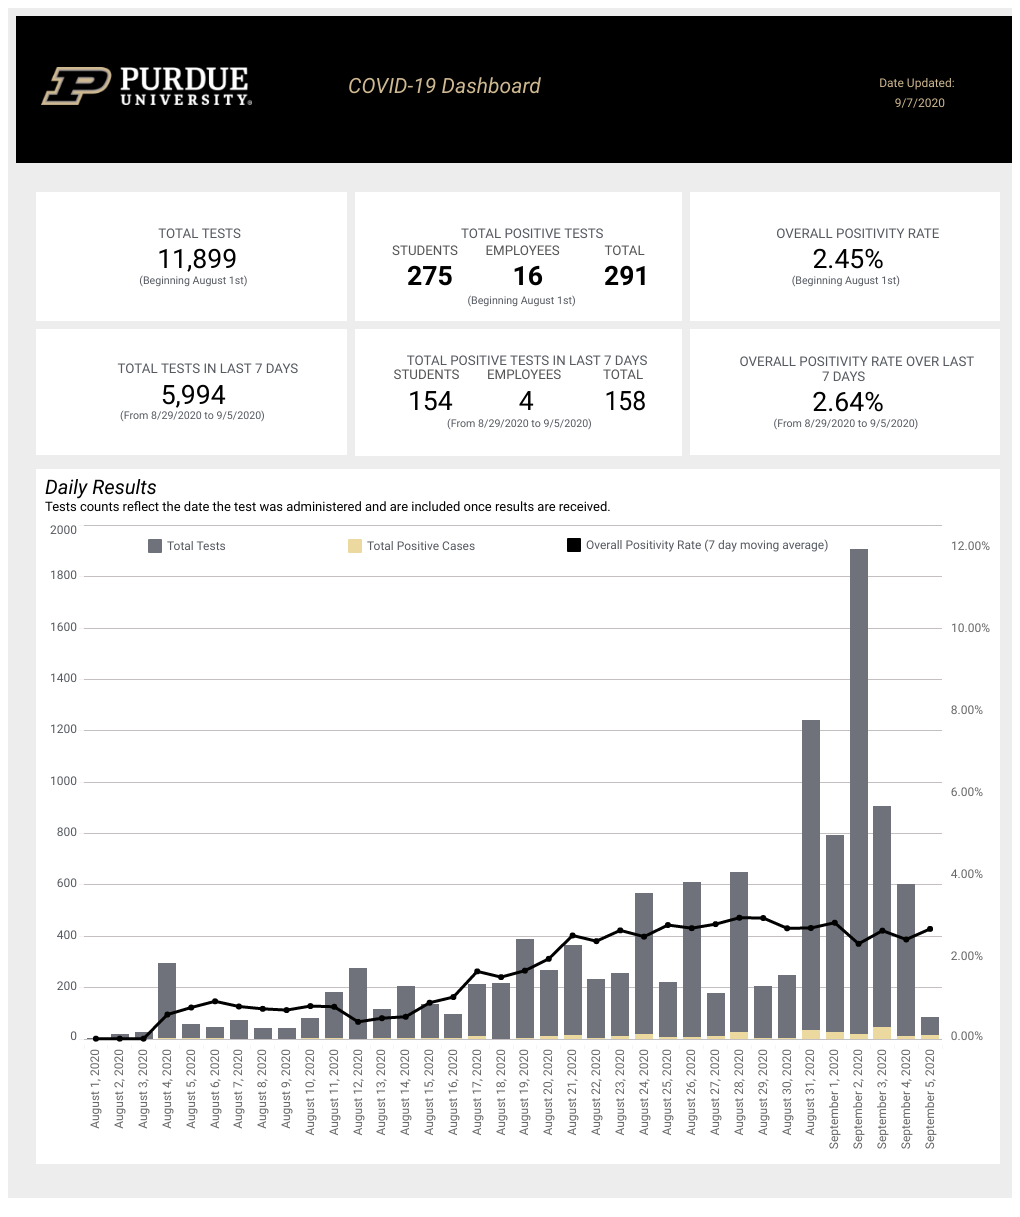 PURDUE
UNIVERSITY®
COVID-19 Dashboard
Date Updated:
9/7/2020
TOTAL TESTS
11,899
(Beginning August 1st)
TOTAL POSITIVE TESTS
STUDENTS EMPLOYEES TOTAL
275 16 291
(Beginning August 1st)
OVERALL POSITIVITY RATE
2.45%
(Beginning August 1st)
TOTAL TESTS IN LAST 7 DAYS
5,994
(From 8/29/2020 to 9/5/2020)
TOTAL POSITIVE TESTS IN LAST 7 DAYS
STUDENTS EMPLOYEES TOTAL
154 4 158
(From 8/29/2020 to 9/5/2020)
OVERALL POSITIVITY RATE OVER LAST
7 DAYS
2.64%
(From 8/29/2020 to 9/5/2020)
Daily Results
Tests counts reflect the date the test was administered and are included once results are received.
Total Tests
Total Positive Cases
Overall Positivity Rate (7 day moving average)
2000
1800
1600
1400
1200
1000
800
600
400
200
0
12.00%
10.00%
8.00%
6.00%
4.00%
2.00%
0.00%
August 1, 2020
August 2, 2020
August 3, 2020
August 4, 2020
August 5, 2020
August 6, 2020
August 7, 2020
August 8, 2020
August 9, 2020
August 10, 2020
August 11, 2020
August 12, 2020
August 13, 2020
August 14, 2020
August 15, 2020
August 16, 2020
August 17, 2020
August 18, 2020
August 19, 2020
August 20, 2020
August 21, 2020
August 22, 2020
August 23, 2020
August 24, 2020
August 25, 2020
August 26, 2020
August 27, 2020
August 28, 2020
August 29, 2020
August 30, 2020
August 31, 2020
September 1, 2020
September 2, 2020
September 3, 2020
September 4, 2020
September 5, 2020